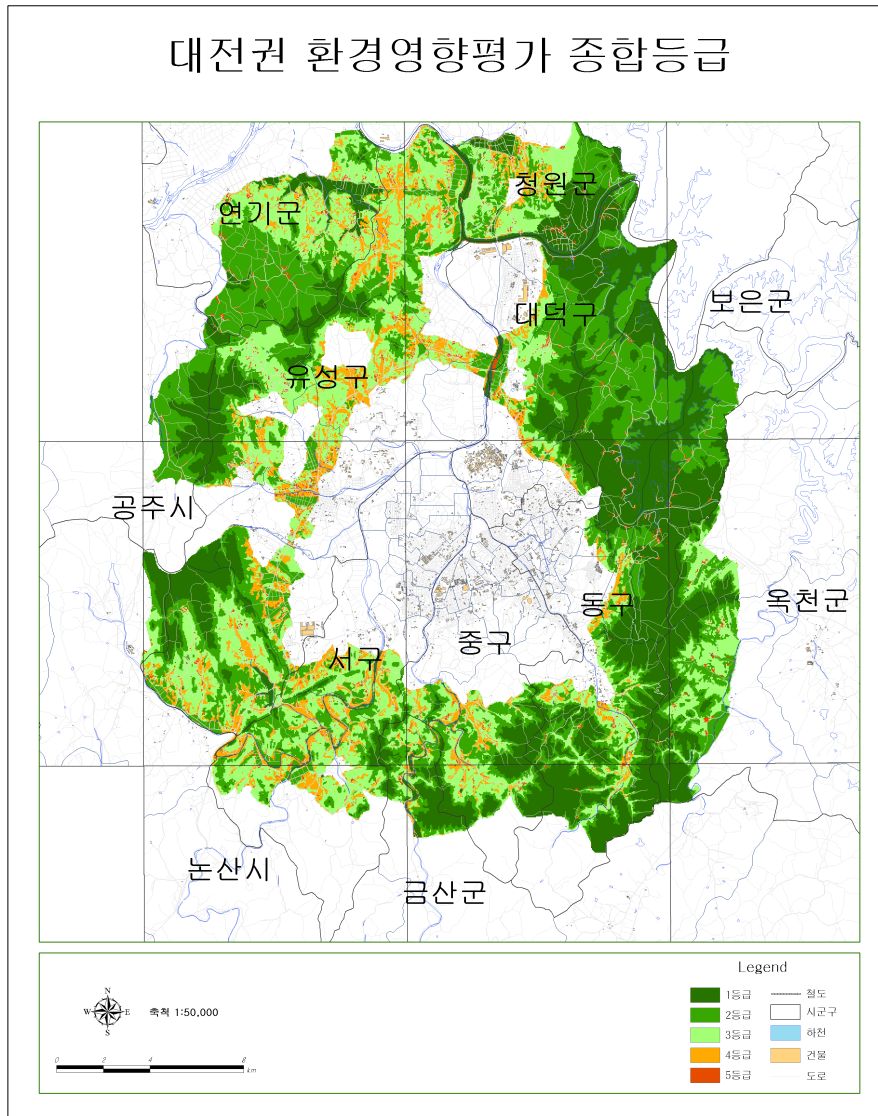 대전권 환경영향평가 종합등급
청원군
연기군
보은군
대덕구
유성구
공주시
동구
옥천군
중구
서구
논산시
금산군
Legend
N
W E
S
축척 1:50,000
0 2 4 8
km
1등급
2등급
3등급
4등급
5등급
철도
시군구
하천
건물
도로